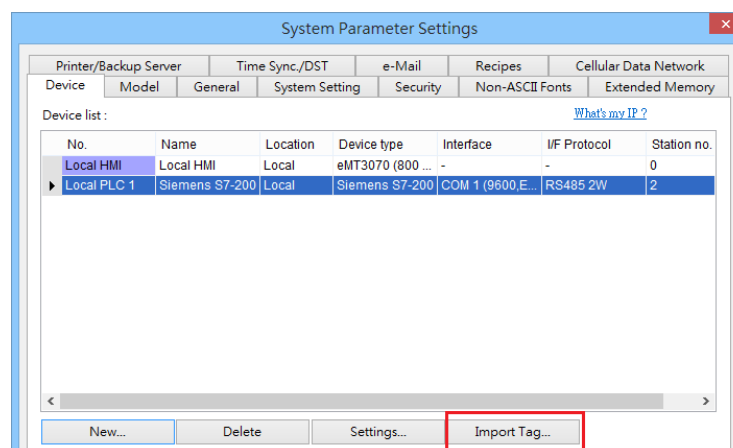 System Parameter Settings
Printer/Backup Server Time Sync./DST e-Mail Recipes Cellular Data Network
Device Model General System Setting Security Non-ASCII Fonts Extended Memory
Device list : What's my IP ?
No. Name Location Device type Interface I/F Protocol Station no.
Local HMI Local HMI Local eMT3070 (800 ... - - 0
Local PLC 1 Siemens S7-200 Local Siemens S7-200 COM 1 (9600,E... RS485 2W 2
New... Delete Settings... Import Tag...